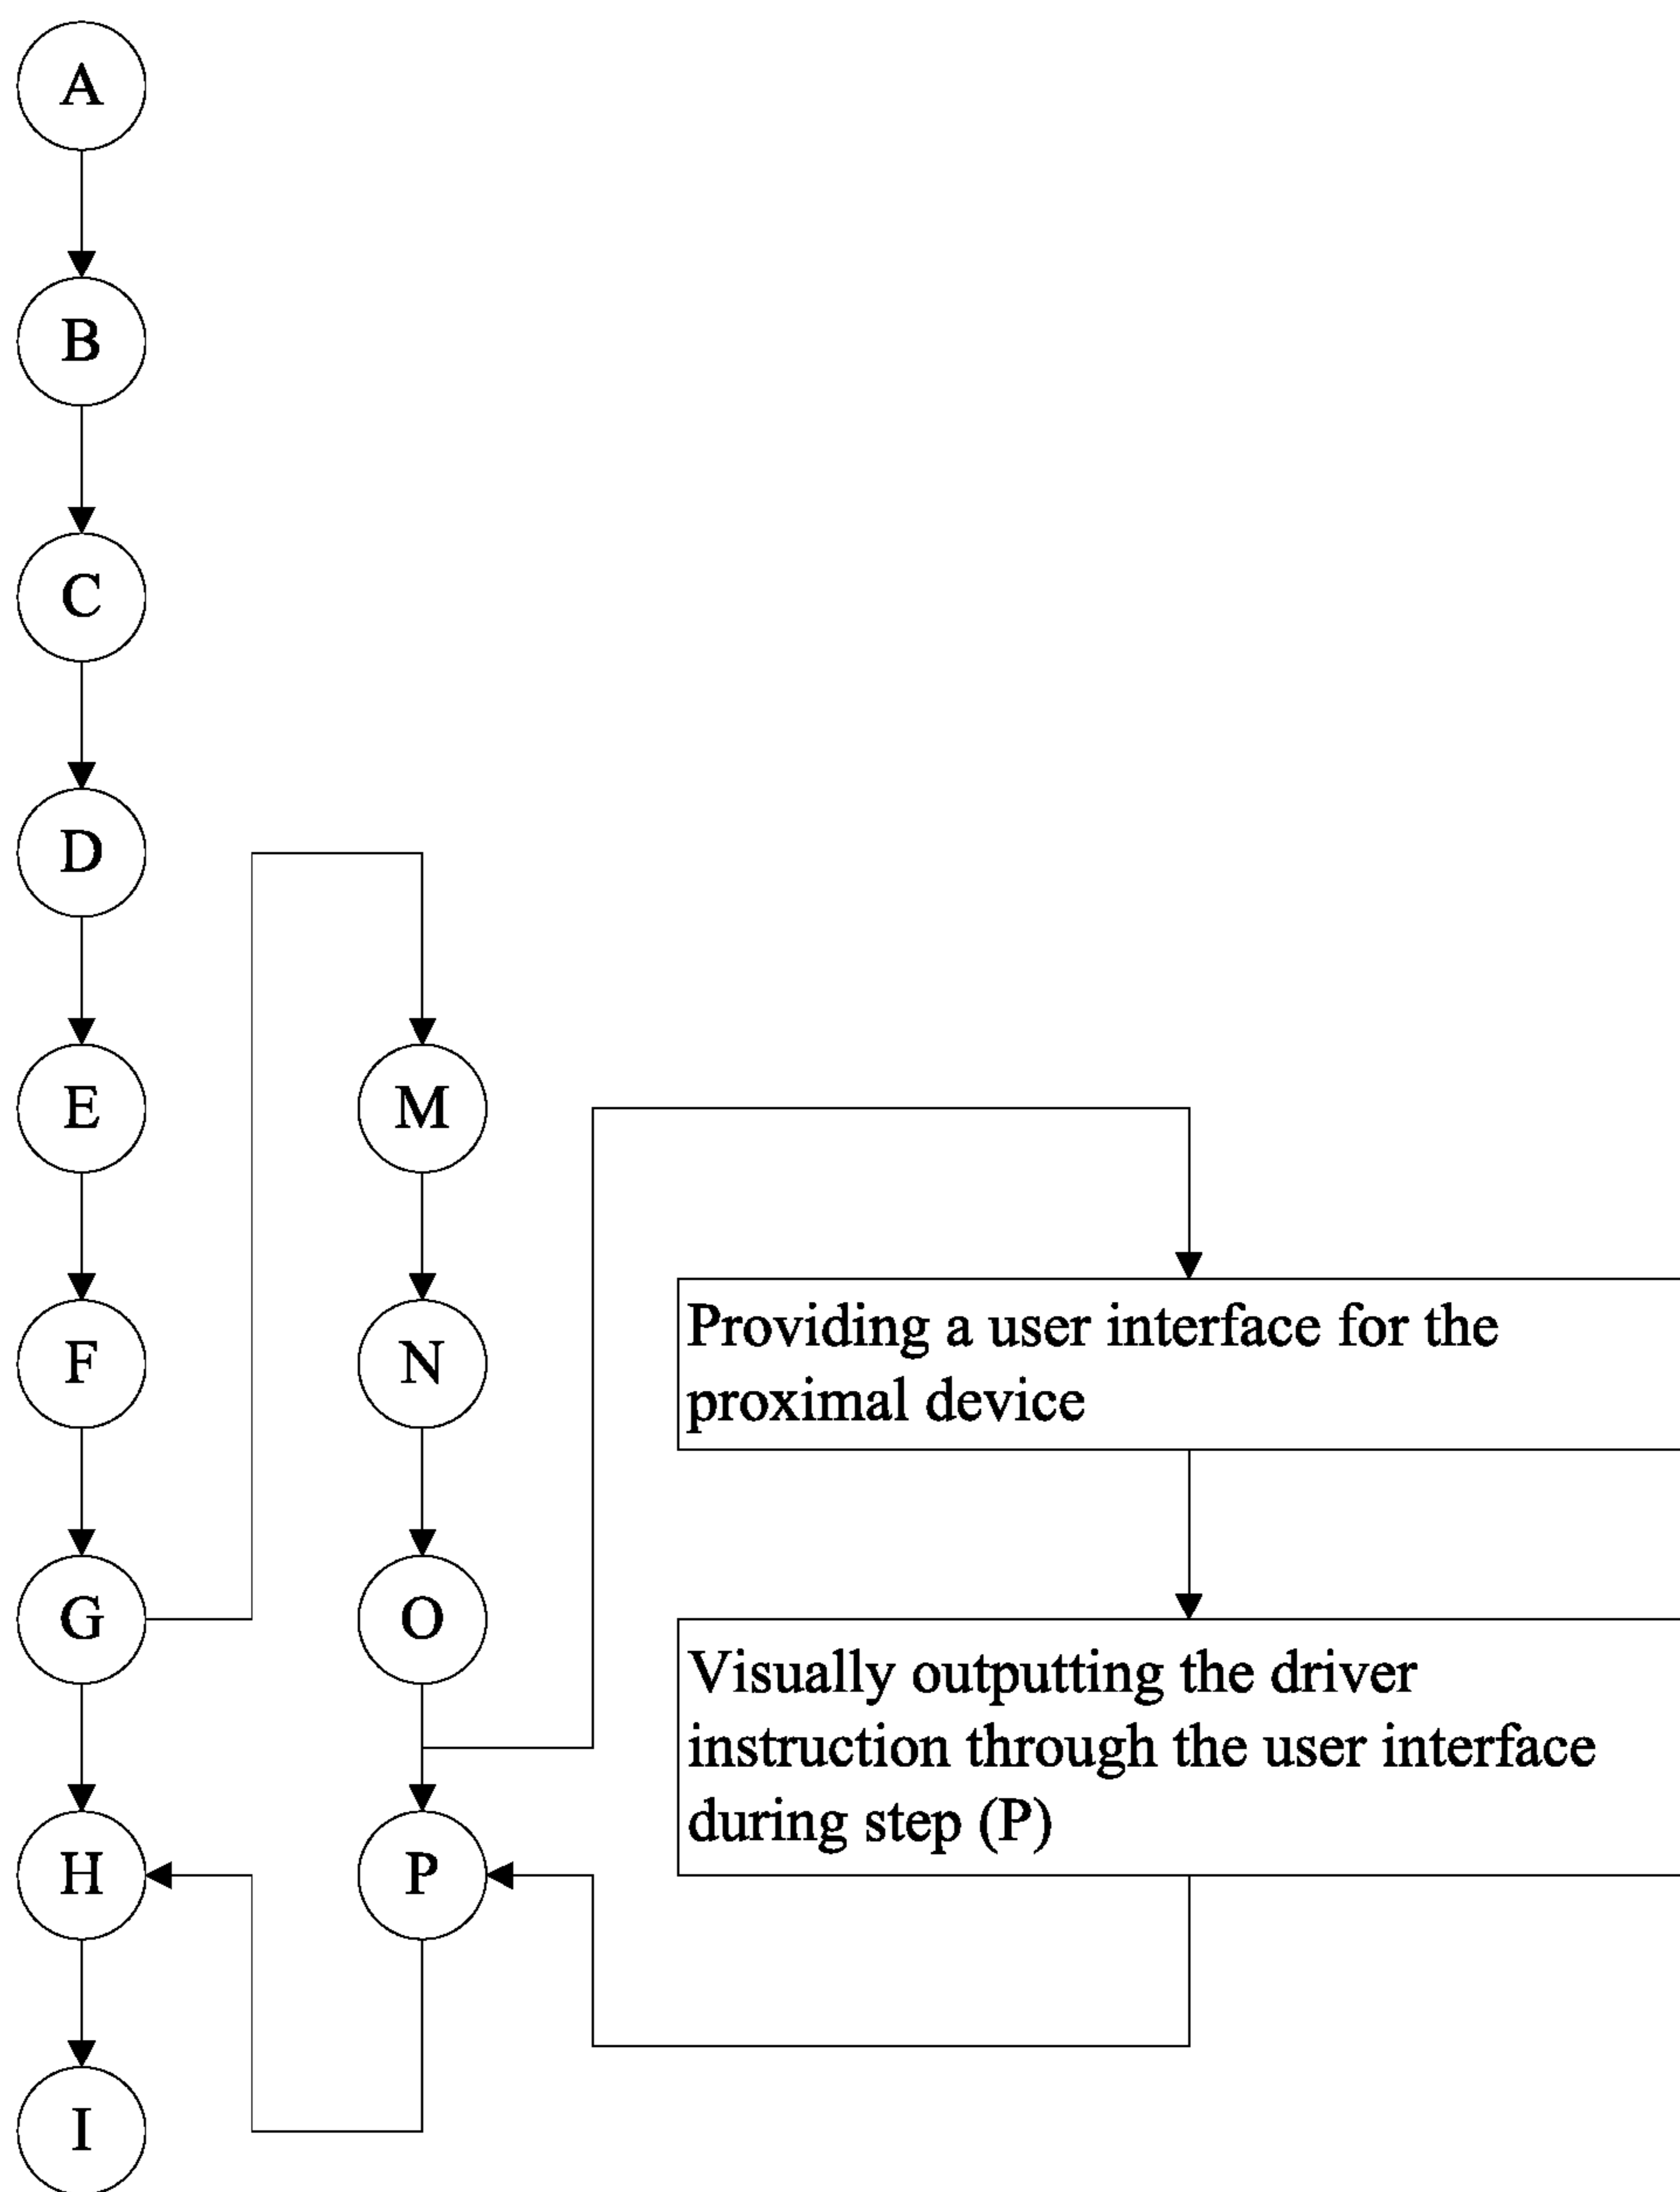 A
B
C
D
E
F
G
H
I
M
N
O
P
Providing a user interface for the
proximal device
Visually outputting the driver
instruction through the user interface
during step (P)